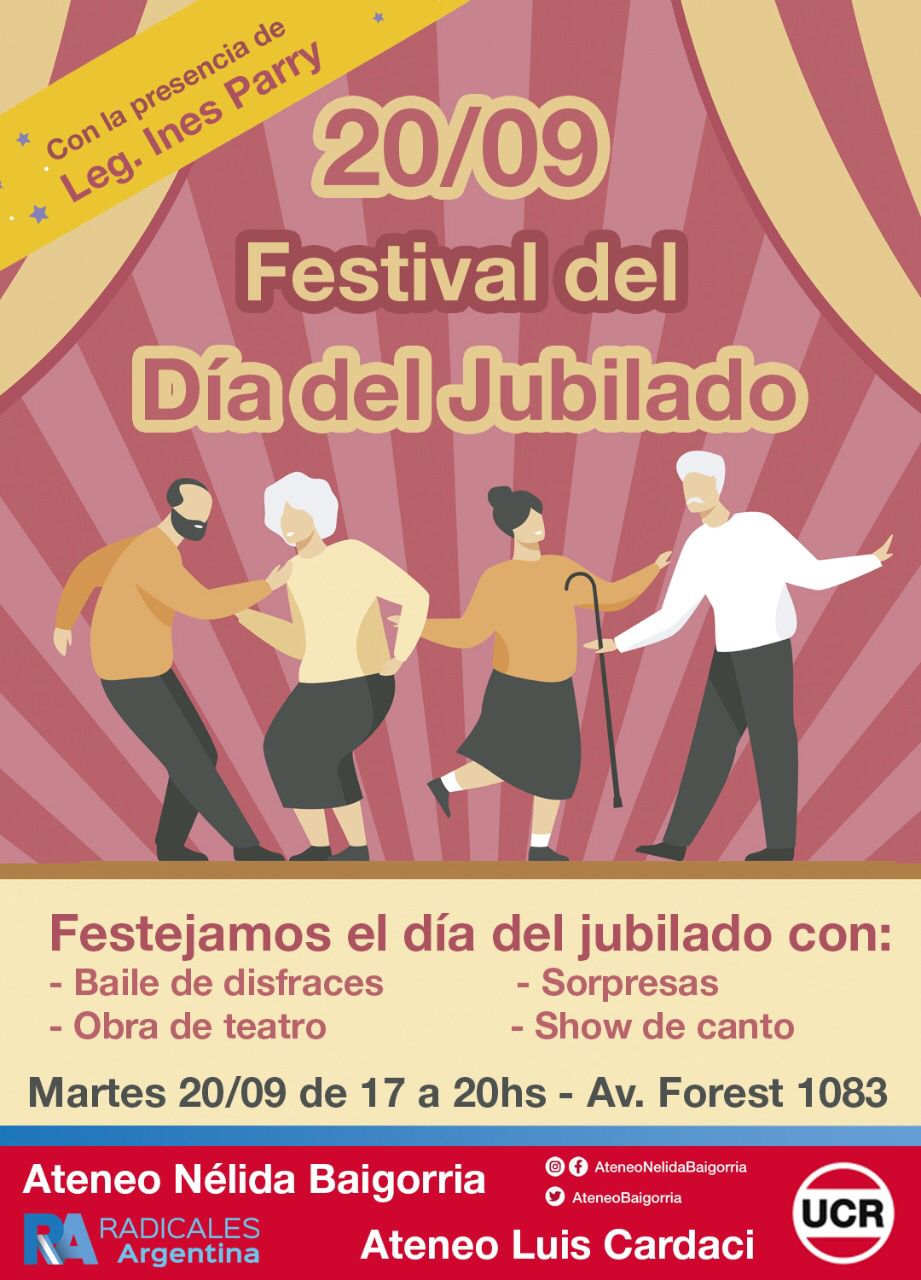 Con la presencia de
Leg. Ines Parry
20/09
Festival del
Día del Jubilado
Festejamos el día del jubilado con:
- Baile de disfraces
- Sorpresas
- Obra de teatro
- Show de canto
Martes 20/09 de 17 a 20hs - Av. Forest 1083
Ateneo Nélida Baigorria
AteneoNelidaBaigorria
AteneoBaigorria
RA RADICALES
Argentina
Ateneo Luis Cardaci
UCR